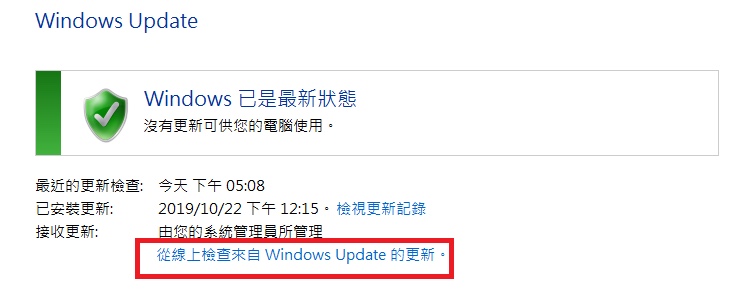 Windows Update
Windows 已是最新狀態
沒有更新可供您的電腦使用。
最近的更新檢查: 今天 下午 05:08
已安裝更新: 2019/10/22 下午 12:15。檢視更新記錄
接收更新: 由您的系統管理員所管理
從線上檢查來自 Windows Update 的更新。